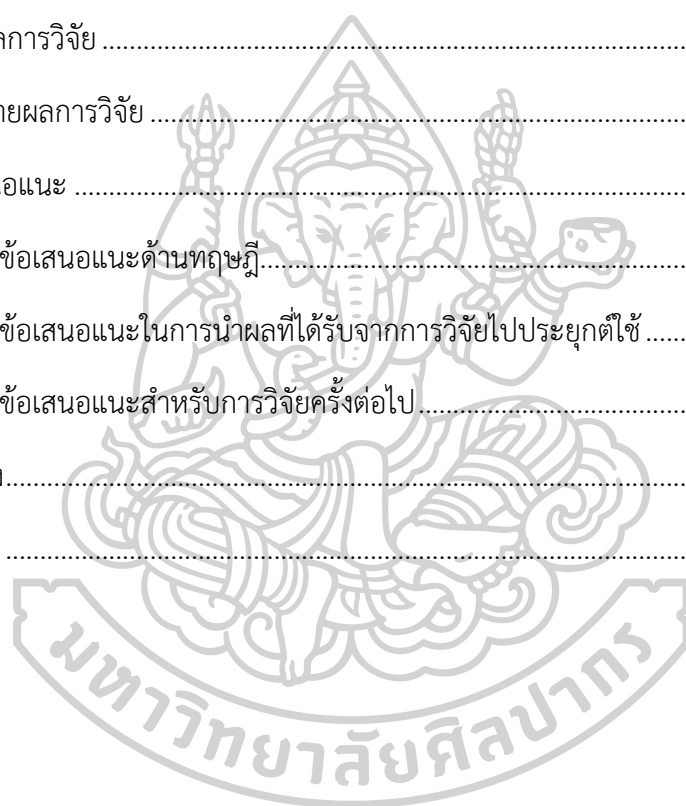 ลการวิจัย
ายผลการวิจัย
นอแนะ
ข้อเสนอแนะด้านทฤษฎี
ข้อเสนอแนะในการนำผลที่ได้รับจากการวิจัยไปประยุกต์ใช้
ข้อเสนอแนะสำหรับการวิจัยครั้งต่อไป
มหาวิทยาลัยศิลปากร